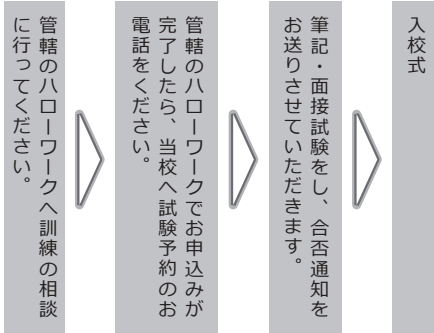 管轄のハローワークへ訓練の相談
に行ってください。
管轄のハローワークでお申込みが
完了したら、当校へ試験予約のお
電話をください。
筆記・面接試験をし、合否通知を
お送りさせていただきます。
入校式